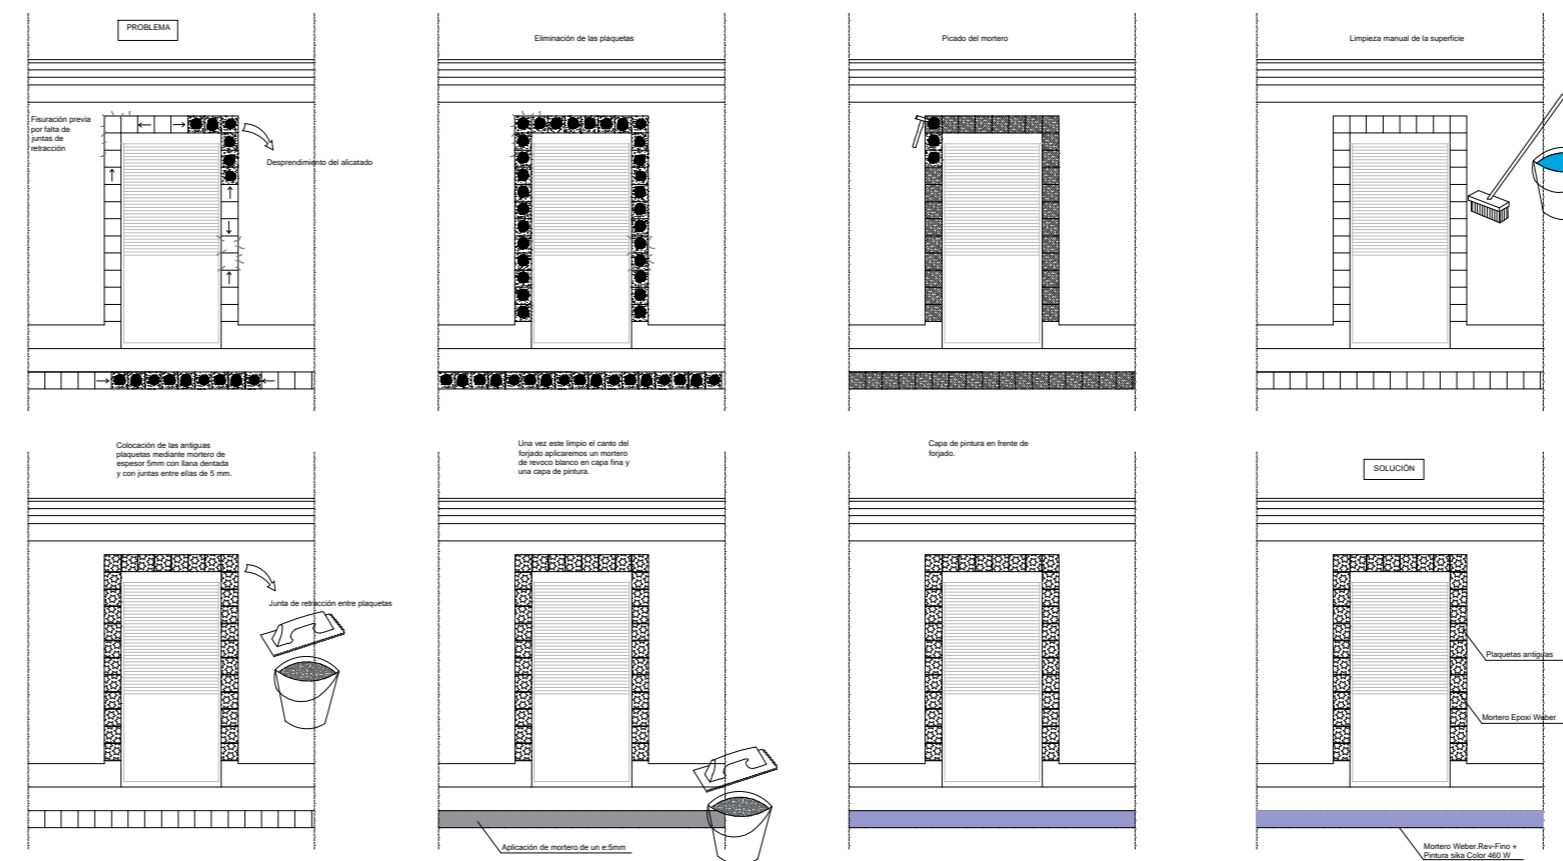 PROBLEMA
Eliminación de las plaquetas
Picado del mortero
Limpieza manual de la superficie
Fisuración previa
por falta de
juntas de
retracción
Desprendimiento del alicatado
Colocación de las antiguas
plaquetas mediante mortero de
espesor 5mm con llana dentada
y con juntas entre ellas de 5 mm.
Una vez este limpio el canto del
forjado aplicaremos un mortero
de revoco blanco en capa fina y
una capa de pintura.
Capa de pintura en frente de
forjado.
SOLUCIÓN
Junta de retracción entre plaquetas
Plaquetas antiguas
Mortero Epoxi Weber
Aplicación de mortero de un e:5mm
Mortero Weber.Rev-Fino +
Pintura sika Color 460 W